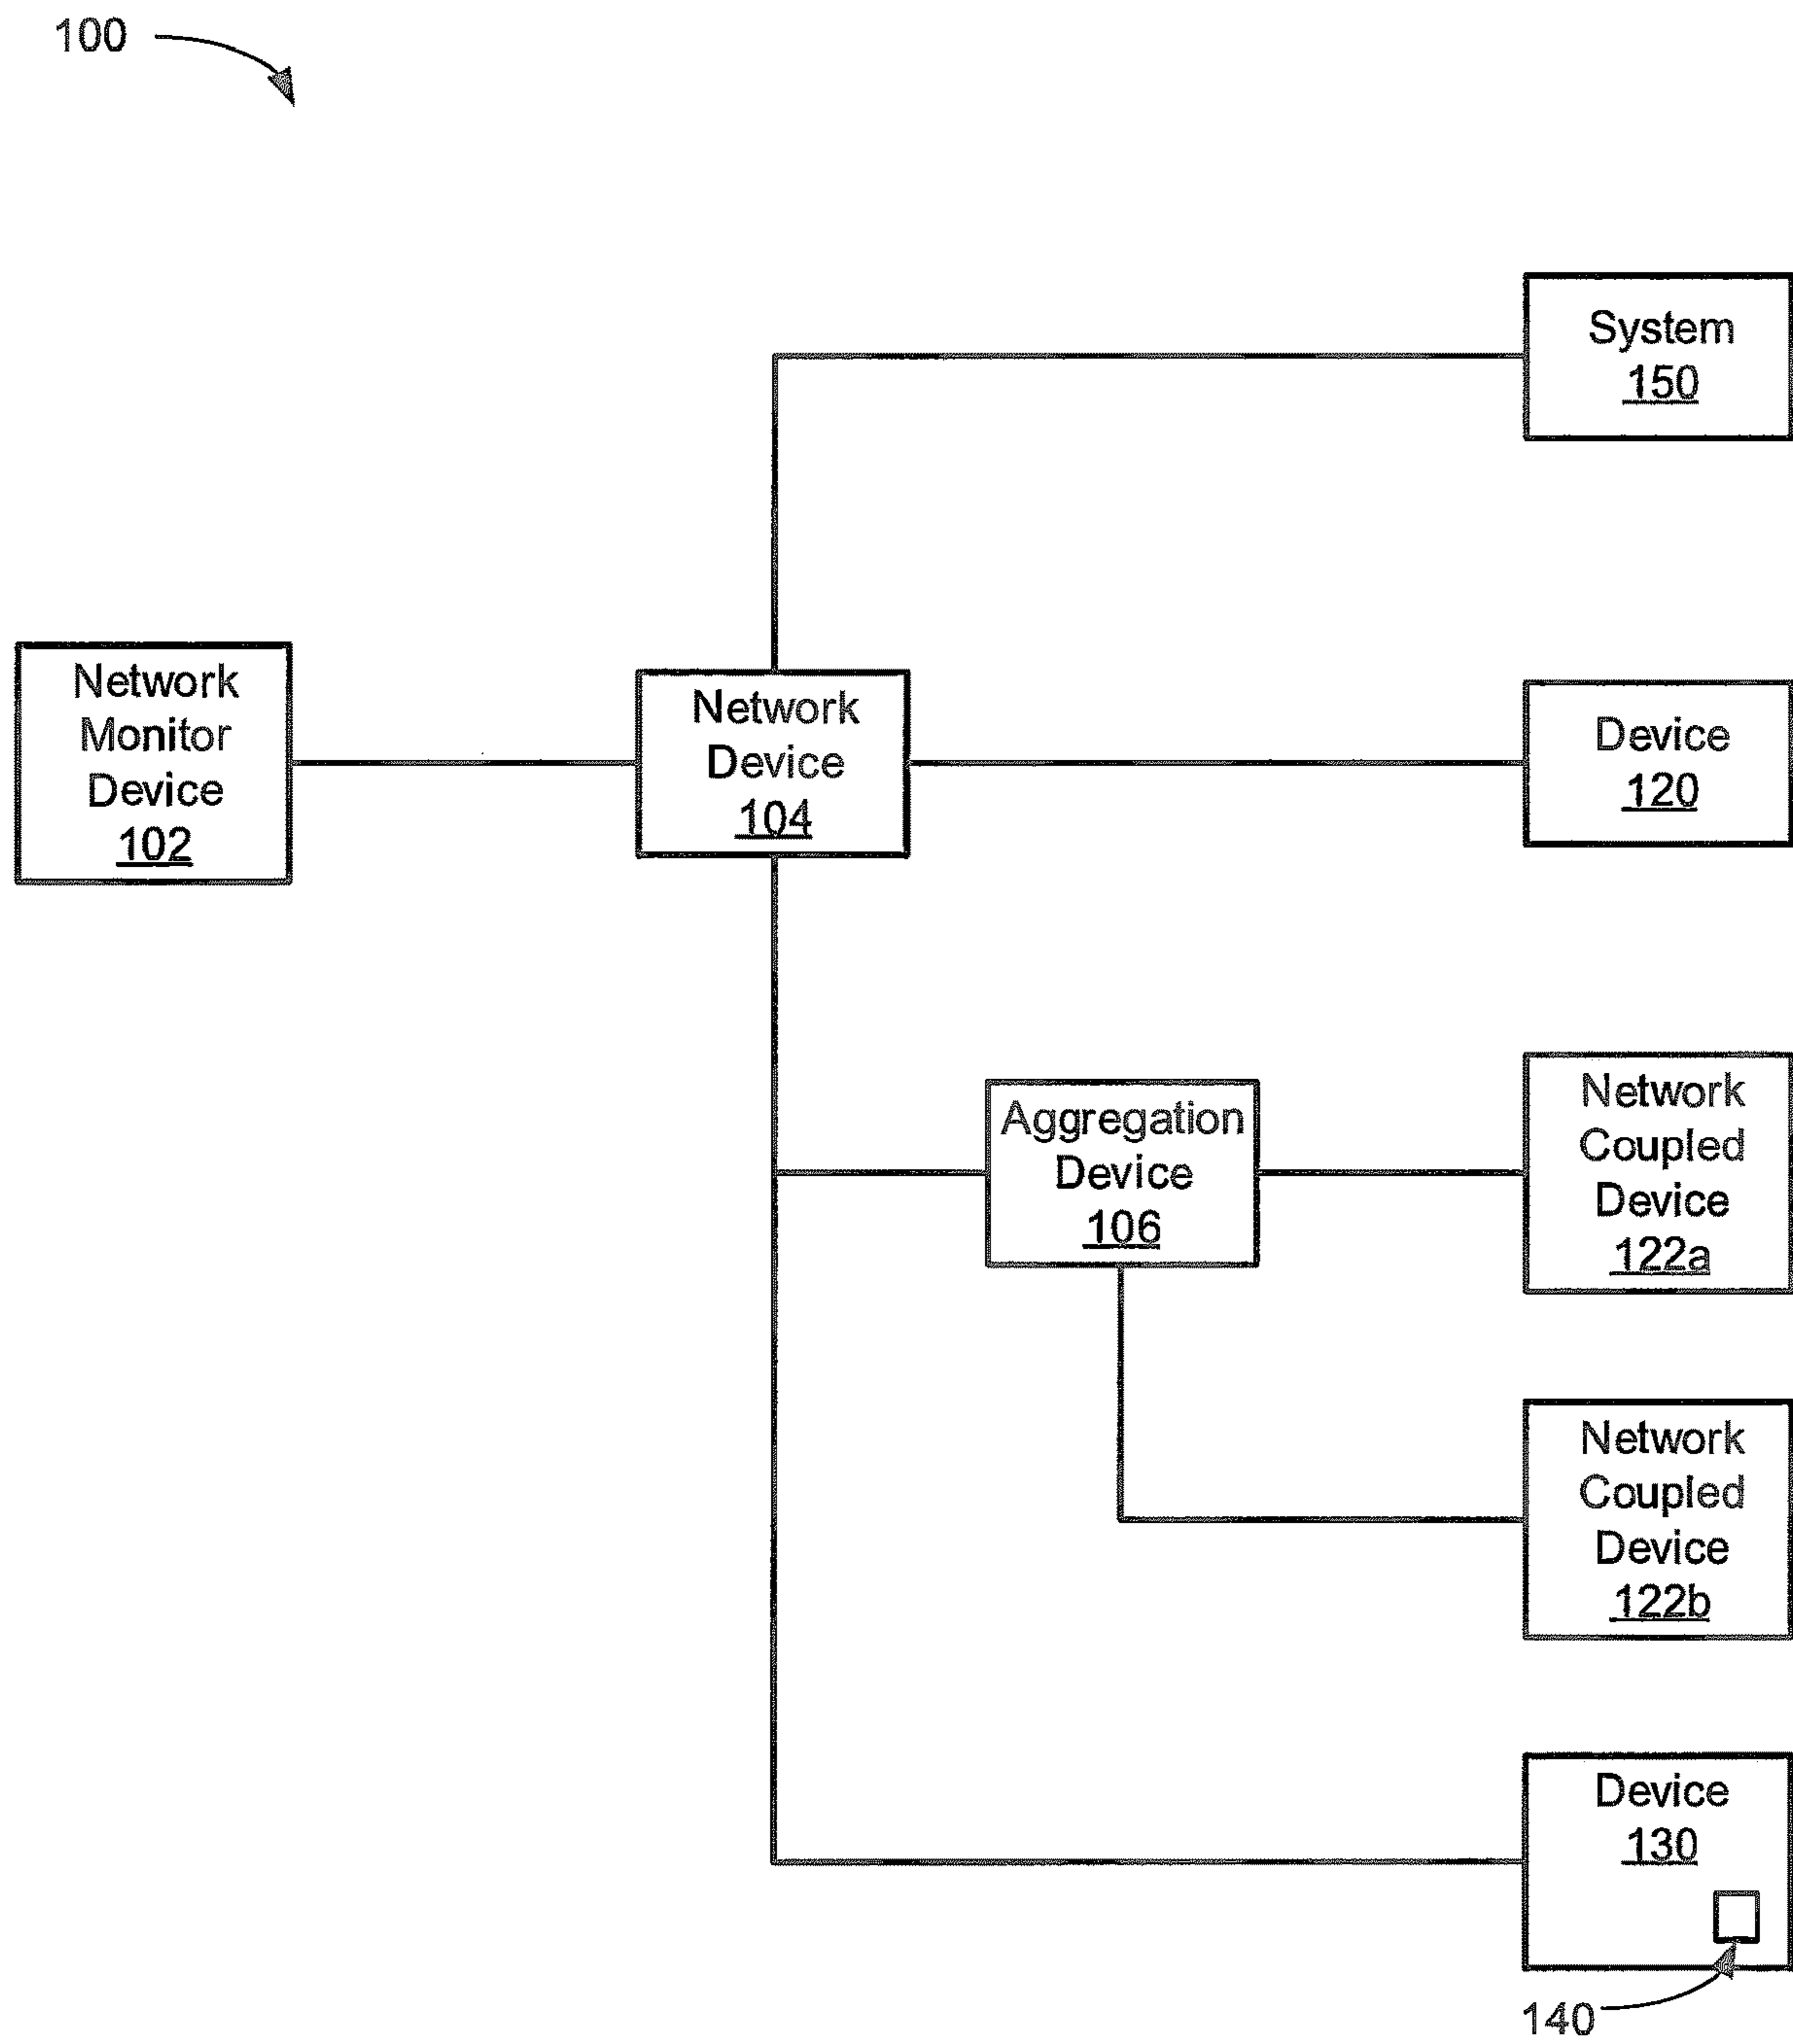 100
System
150
Network
Monitor
Device
102
Network
Device
104
Device
120
Aggregation
Device
106
Network
Coupled
Device
122a
Network
Coupled
Device
122b
Device
130
140